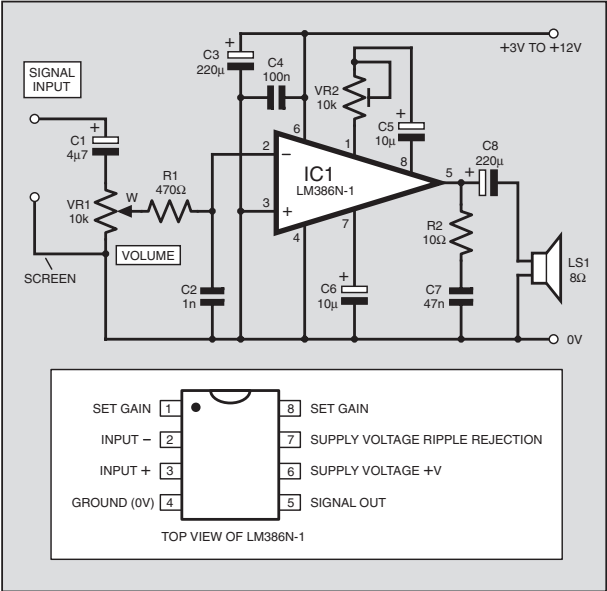 +3V TO +12V
SIGNAL
INPUT
C3
220µ
+
C4
100n
VR2
10k
+
C5
10µ
+
C1
4µ7
6
1
8
2
−
IC1
LM386N-1
5
+
C8
220µ
R1
470Ω
VR1
10k
W
3
+
4
7
R2
10Ω
VOLUME
SCREEN
C2
1n
+
C6
10µ
C7
47n
LS1
8Ω
0V
SET GAIN 1
8 SET GAIN
INPUT − 2
7 SUPPLY VOLTAGE RIPPLE REJECTION
INPUT + 3
6 SUPPLY VOLTAGE +V
GROUND (0V) 4
5 SIGNAL OUT
TOP VIEW OF LM386N-1